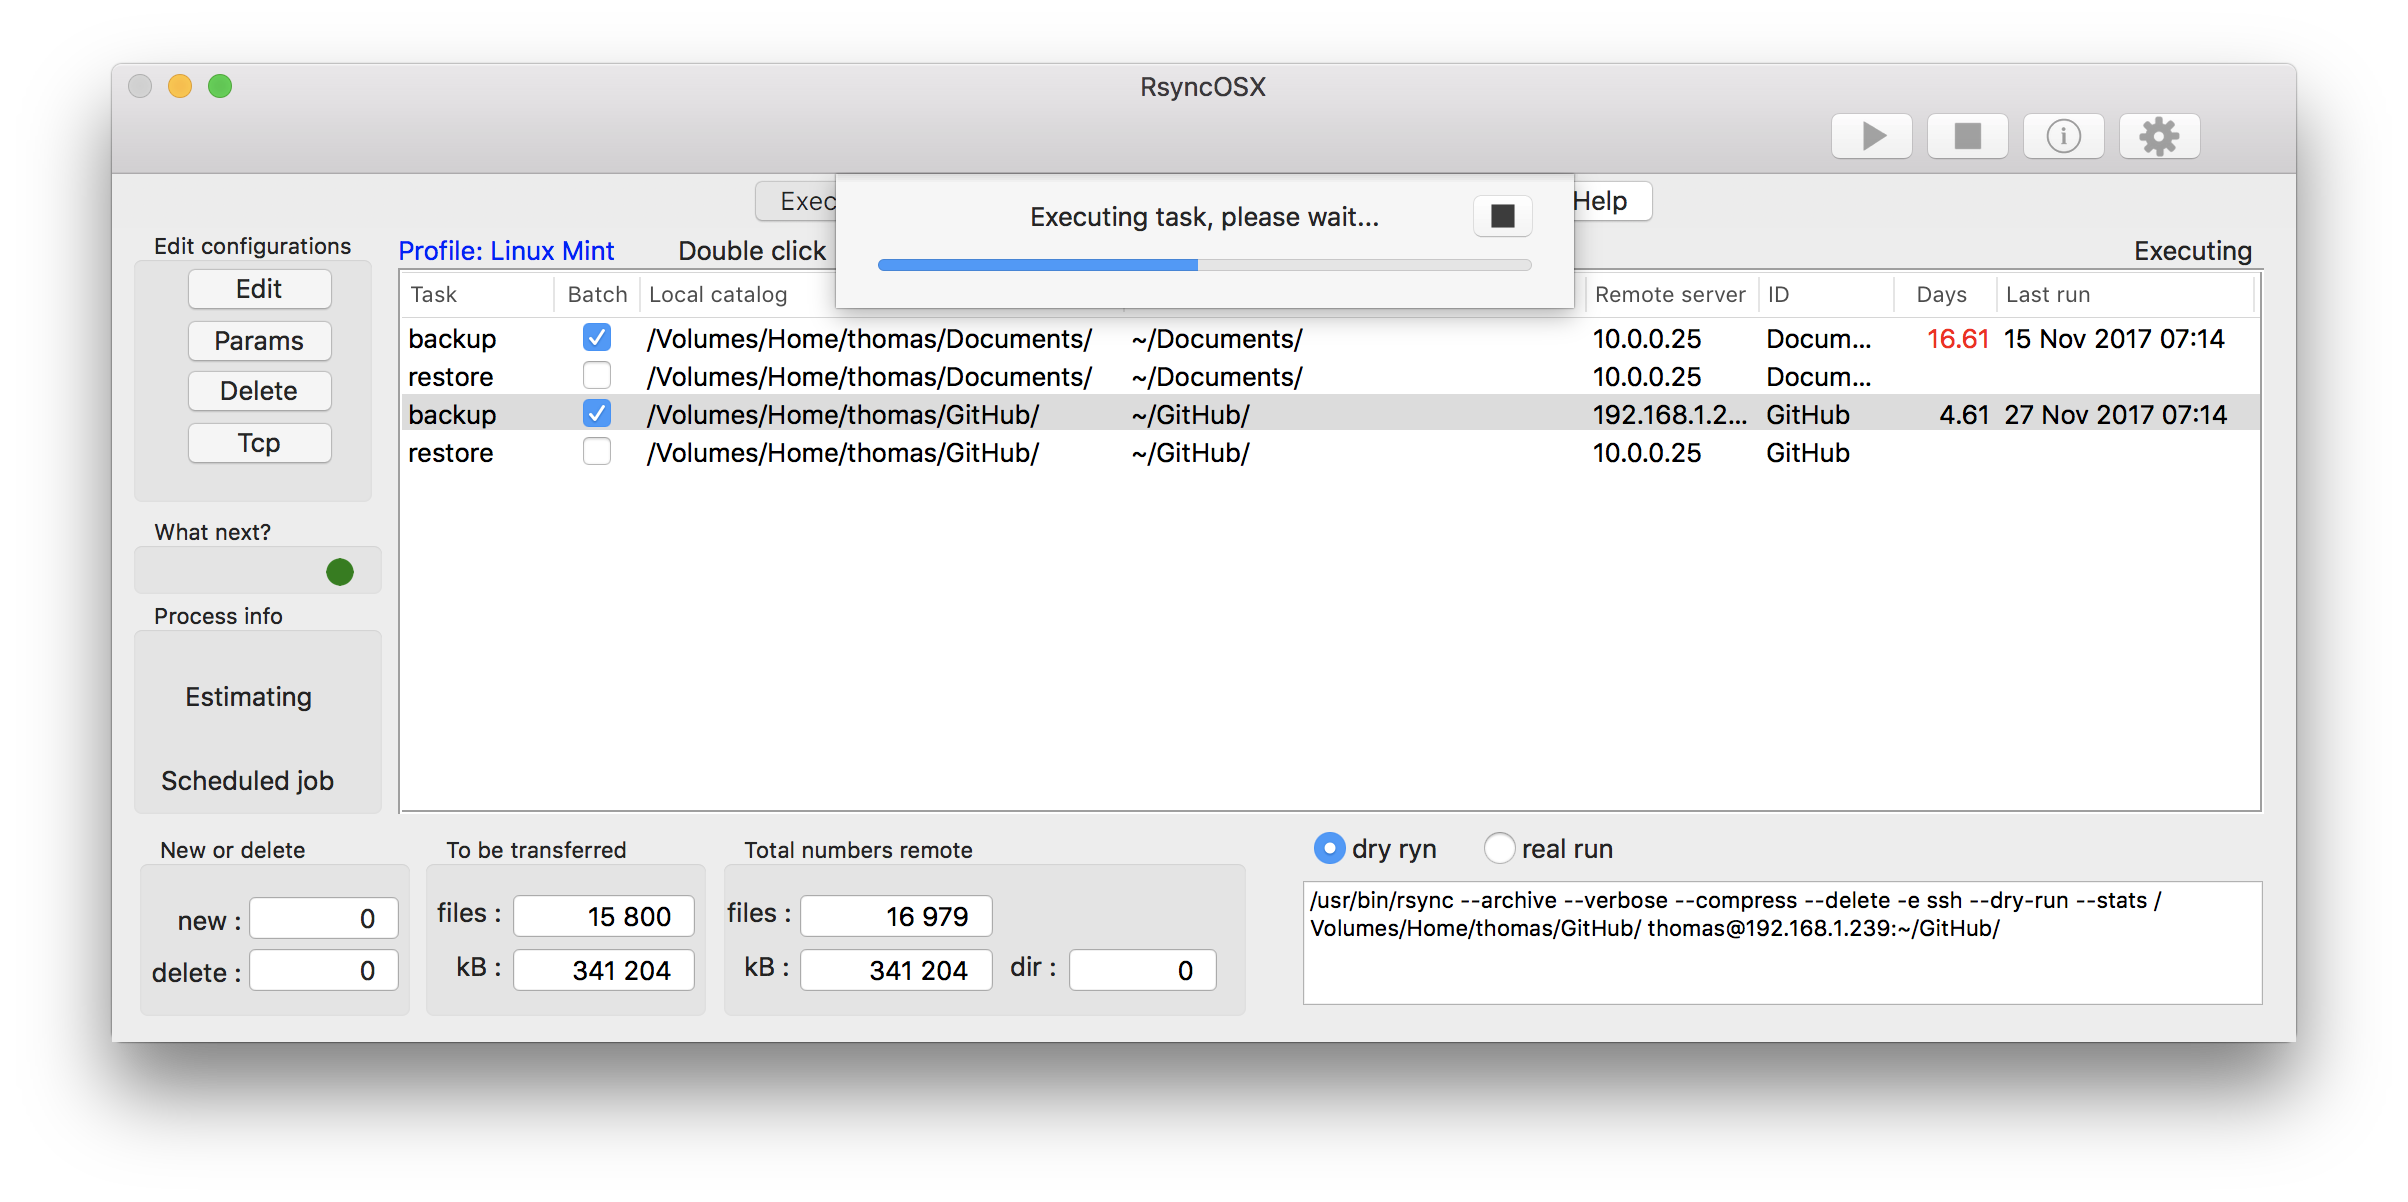 RsyncOSX
Executing task, please wait...
Exec
Help
Edit configurations
Profile: Linux Mint
Double click
Executing
Edit
Params
Delete
Tcp
Task Batch Local catalog Remote server ID Days Last run
backup /Volumes/Home/thomas/Documents/ ~/Documents/ 10.0.0.25 Docum... 16.61 15 Nov 2017 07:14
restore /Volumes/Home/thomas/Documents/ ~/Documents/ 10.0.0.25 Docum...
backup /Volumes/Home/thomas/GitHub/ ~/GitHub/ 192.168.1.2... GitHub 4.61 27 Nov 2017 07:14
restore /Volumes/Home/thomas/GitHub/ ~/GitHub/ 10.0.0.25 GitHub
What next?
Process info
Estimating
Scheduled job
New or delete
new : 0
delete : 0
To be transferred
files : 15 800
kB : 341 204
Total numbers remote
files : 16 979
kB : 341 204 dir : 0
dry ryn real run
/usr/bin/rsync --archive --verbose --compress --delete -e ssh --dry-run --stats /
Volumes/Home/thomas/GitHub/ thomas@192.168.1.239:~/GitHub/